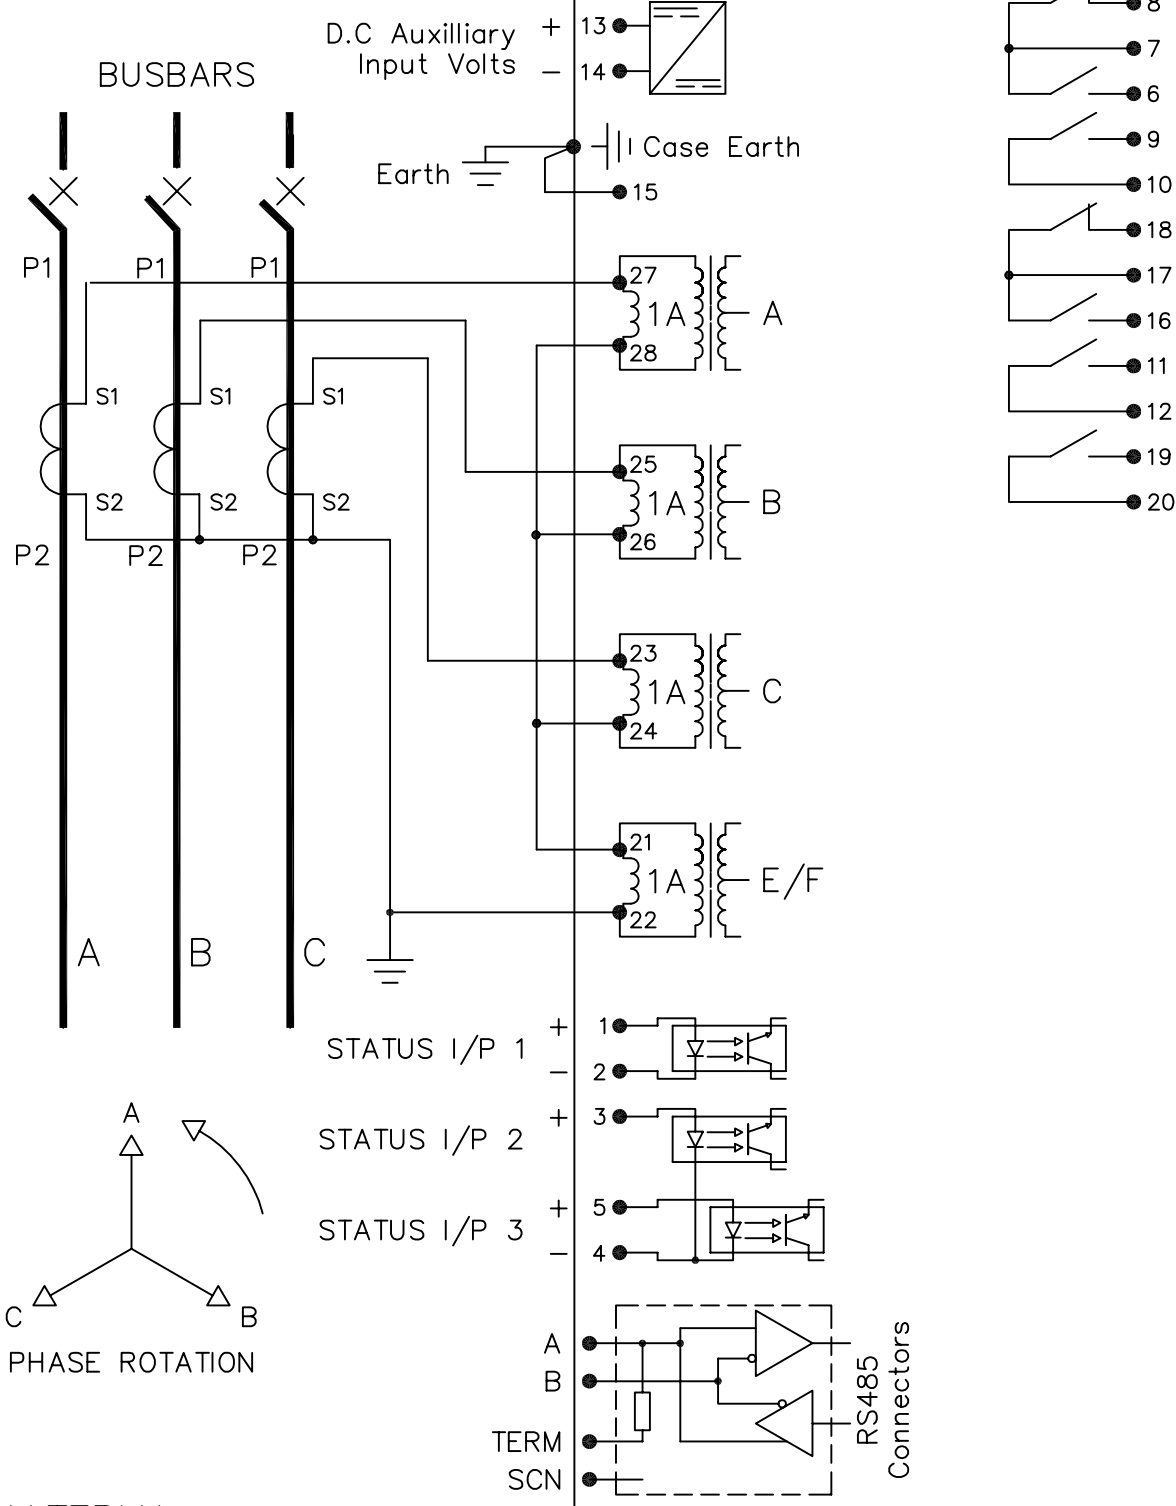 D.C Auxilliary
Input Volts
+ 13
− 14
BUSBARS
Earth
Case Earth
15
P1 P1 P1
27
1A A
28
S1 S1 S1
S2 S2 S2
P2 P2 P2
25
1A B
26
23
1A C
24
21
1A E/F
22
A B C
STATUS I/P 1
+ 1
− 2
STATUS I/P 2
+ 3
STATUS I/P 3
+ 5
− 4
A
C B
PHASE ROTATION
A
B
TERM
SCN
RS485
Connectors
8
7
6
9
10
18
17
16
11
12
19
20